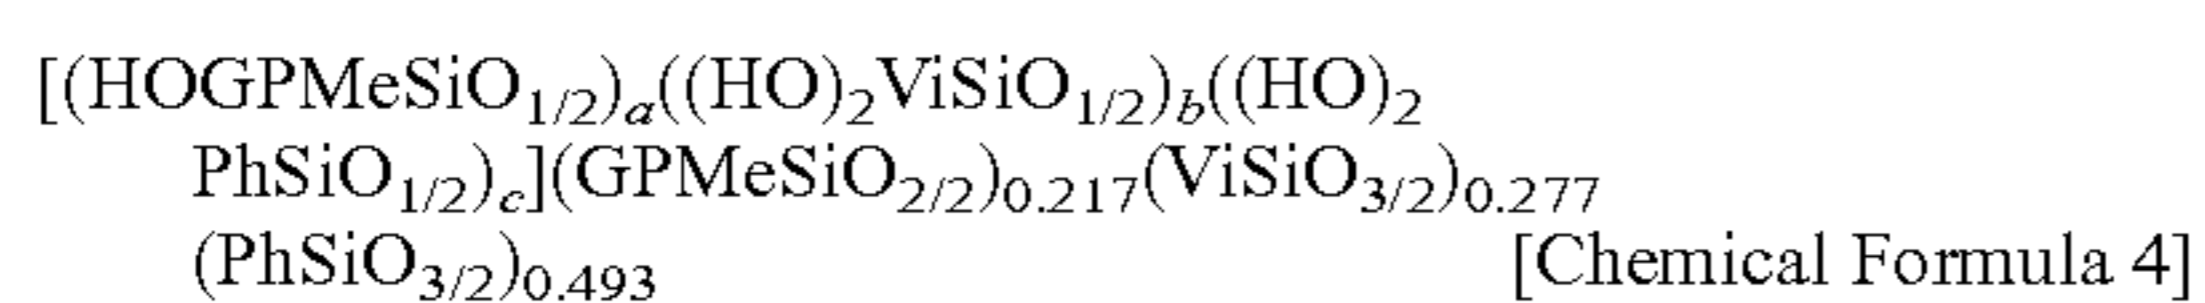 [(HOGPMeSiO1/2)a((HO)2ViSiO1/2)b((HO)2
PhSiO1/2)c](GPMeSiO2/2)0.217(ViSiO3/2)0.277
(PhSiO3/2)0.493 [Chemical Formula 4]